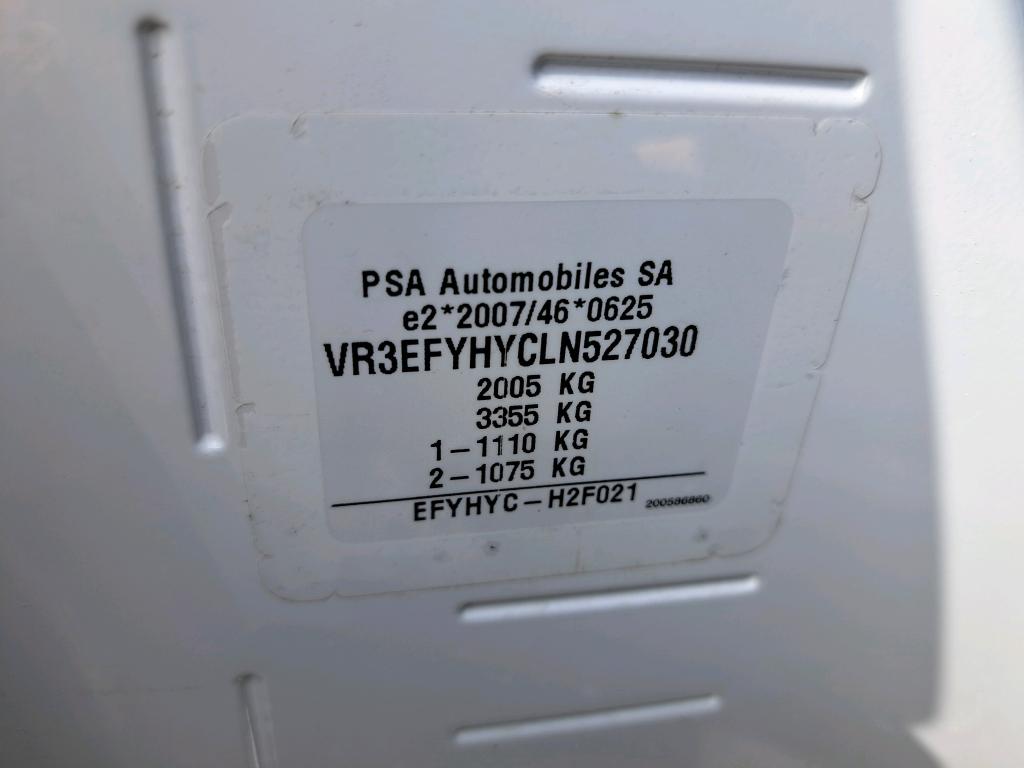 PSA Automobiles SA
e2*2007/46*0625
VR3EFYHYCLN527030
2005 KG
3355 KG
1-1110 KG
2-1075 KG
EFYHYC-H2F021 200586860